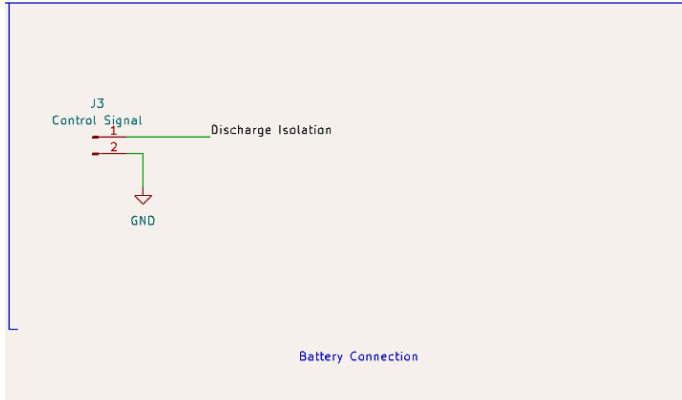 J3
Control Signal
1
Discharge Isolation
2
GND
Battery Connection